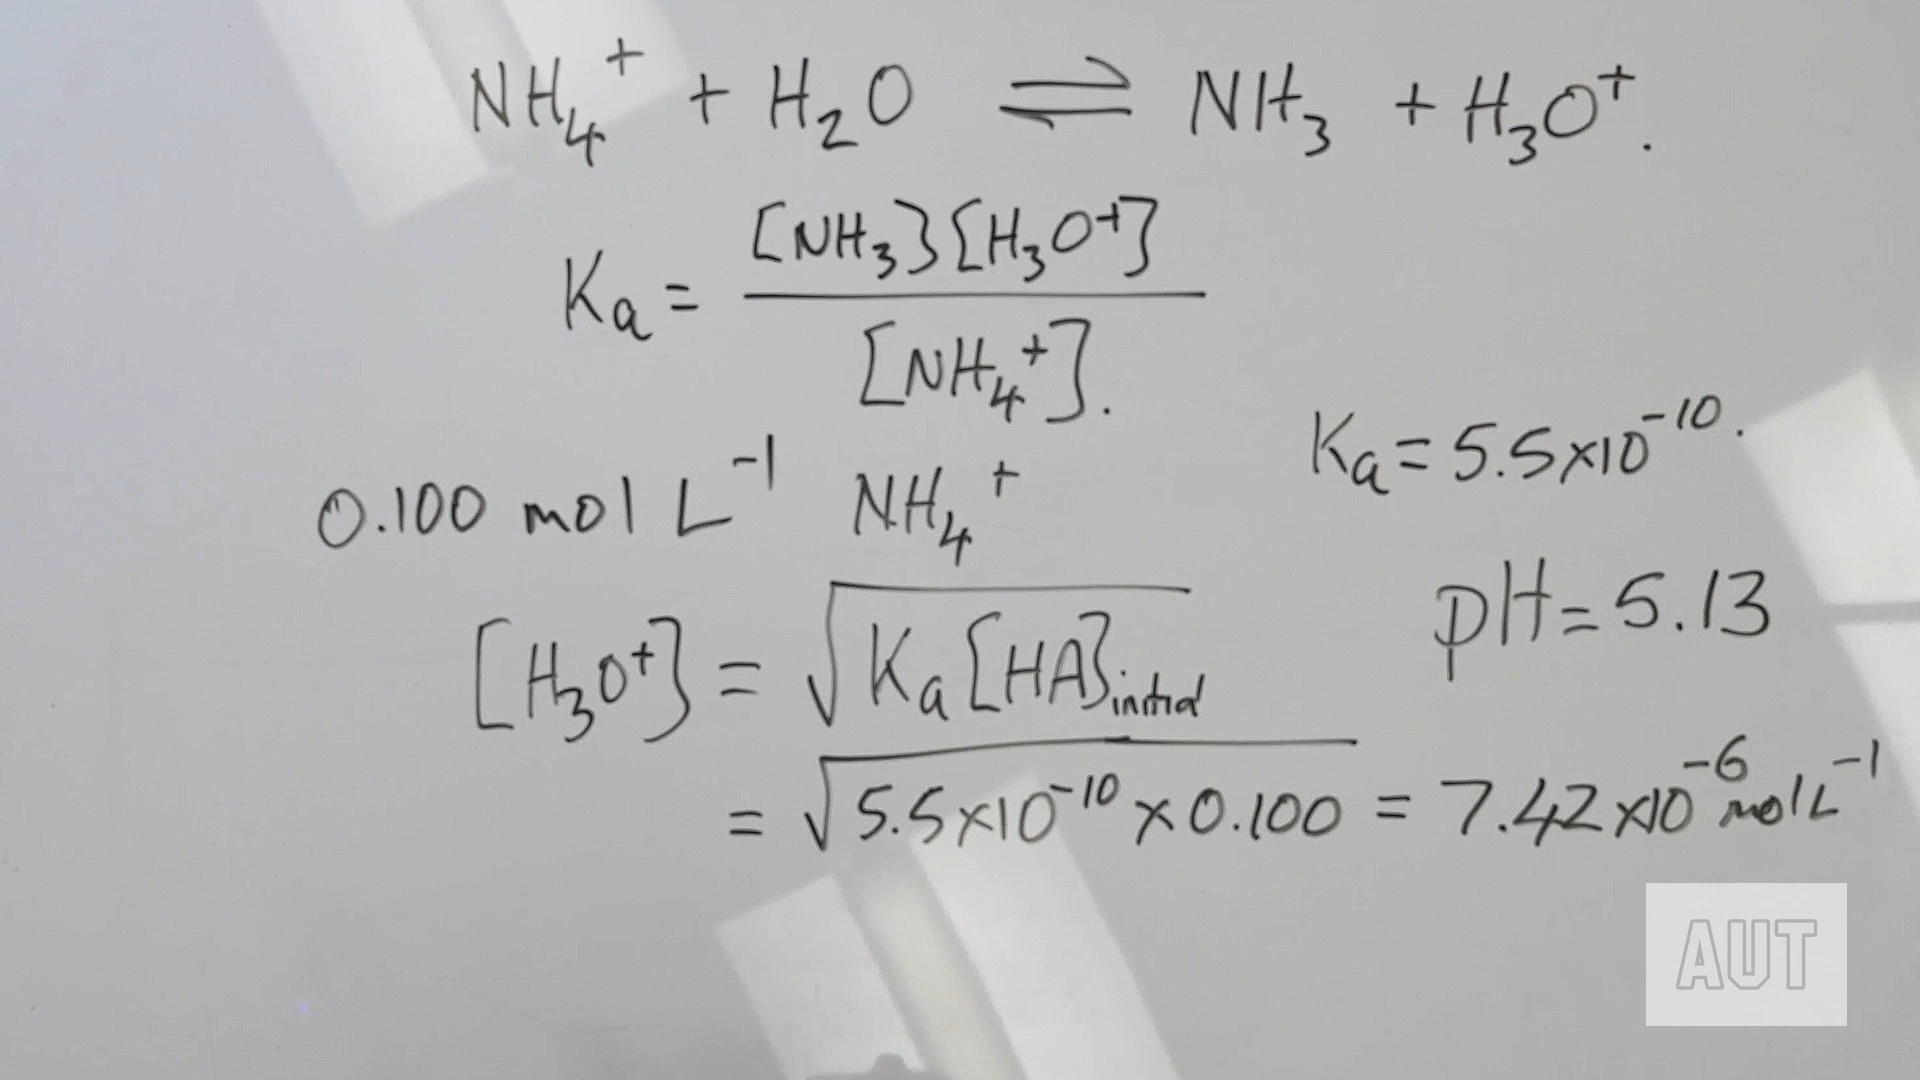 NH₄⁺ + H₂O ⇌ NH₃ + H₃O⁺.
Ka = [NH₃][H₃O⁺] / [NH₄⁺].
Ka = 5.5×10⁻¹⁰.
0.100 mol L⁻¹ NH₄⁺
pH = 5.13
[H₃O⁺] = √(Ka[HA]initial)
= √(5.5×10⁻¹⁰ × 0.100) = 7.42×10⁻⁶ mol L⁻¹
AUT